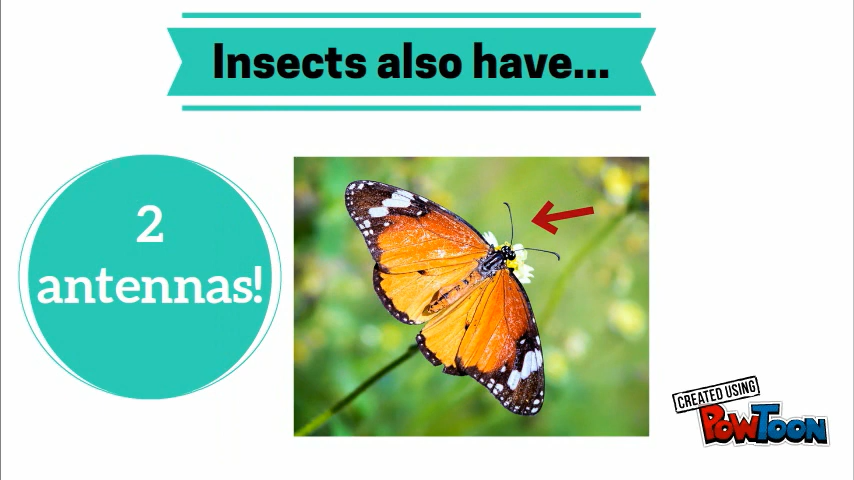 Insects also have...
2
antennas!
CREATED USING
POWTOON